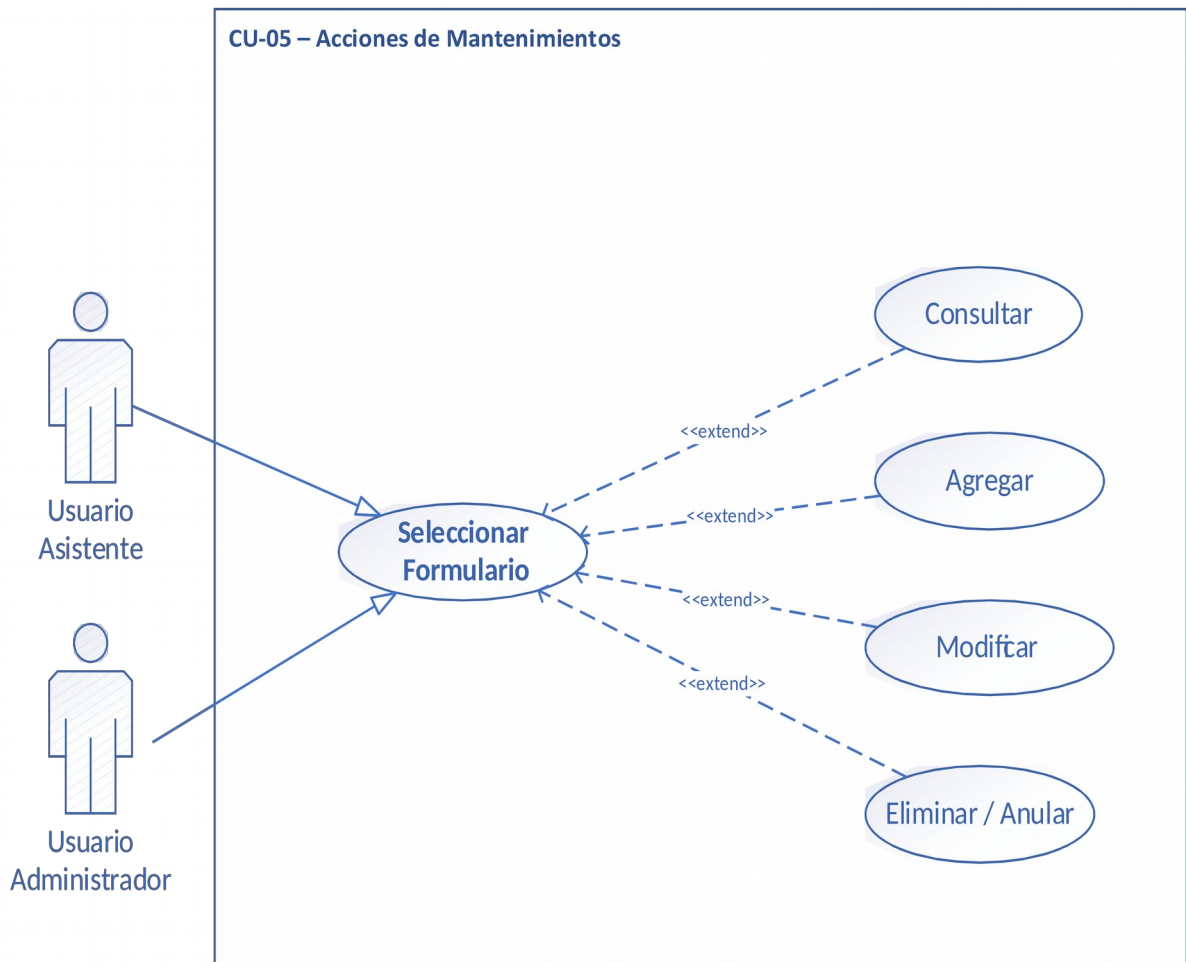 CU-05 – Acciones de Mantenimientos
Consultar
<<extend>>
Agregar
Usuario
Asistente
<<extend>>
Seleccionar
Formulario
<<extend>>
Modificar
<<extend>>
Eliminar / Anular
Usuario
Administrador